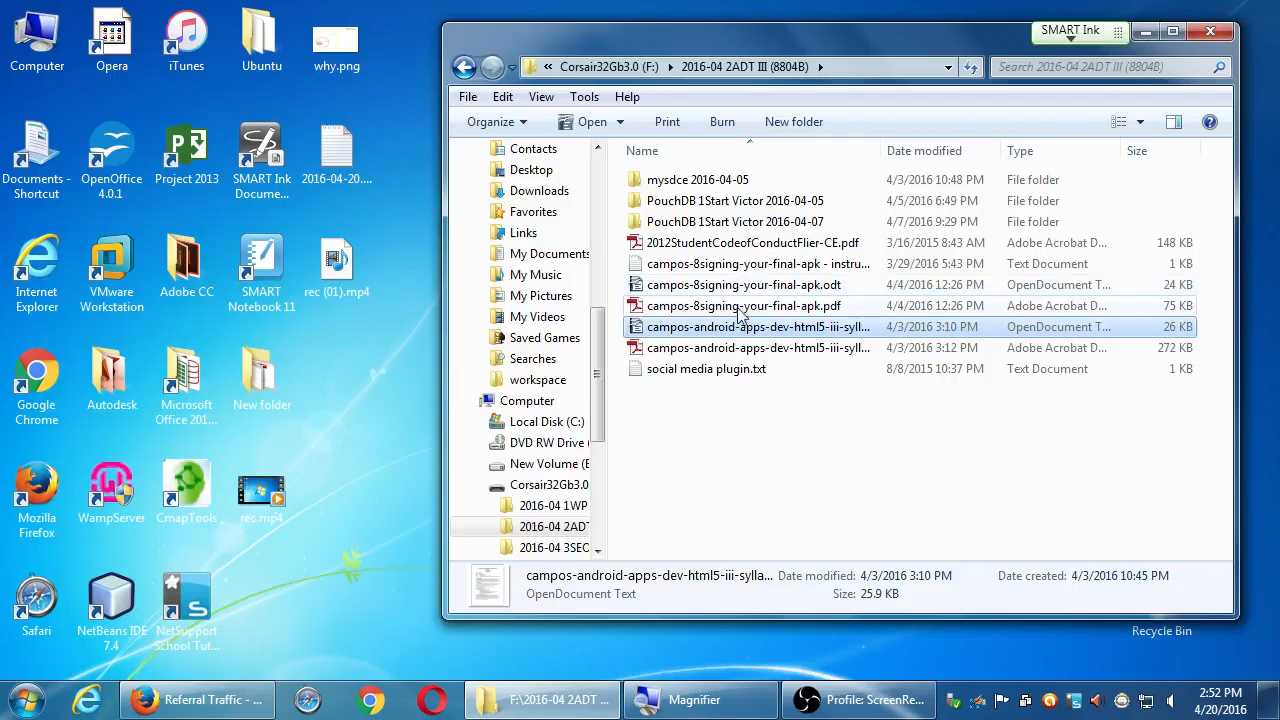 Computer
Opera
iTunes
Ubuntu
why.png
Documents -
Shortcut
OpenOffice
4.0.1
Project 2013
SMART Ink
Docume...
2016-04-20....
Internet
Explorer
VMware
Workstation
Adobe CC
SMART
Notebook 11
rec (01).mp4
Google
Chrome
Autodesk
Microsoft
Office 201...
New folder
Mozilla
Firefox
WampServer
CmapTools
rec.mp4
Safari
NetBeans IDE
7.4
NetSupport
School Tut...
Recycle Bin
SMART Ink
« Corsair32Gb3.0 (F:) 2016-04 2ADT III (8804B)
Search 2016-04 2ADT III (8804B)
File Edit View Tools Help
Organize Open Print Burn New folder
Contacts
Desktop
Downloads
Favorites
Links
My Documents
My Music
My Pictures
My Videos
Saved Games
Searches
workspace
Computer
Local Disk (C:)
DVD RW Drive (
New Volume (E
Corsair32Gb3.0
2016-04 1WP
2016-04 2ADT
2016-04 3SEC
Name Date modified Type Size
mysdce 2016-04-05 4/3/2016 10:48 PM File folder
PouchDB 1Start Victor 2016-04-05 4/5/2016 6:49 PM File folder
PouchDB 1Start Victor 2016-04-07 4/7/2016 9:29 PM File folder
2012StudentCodeofConductFlier-CE.pdf 3/16/2015 8:43 AM Adobe Acrobat D... 148 KB
campos-8signing-your-final-apk - instru... 3/29/2016 5:43 PM Text Document 1 KB
campos-8signing-your-final-apk.odt 4/4/2016 12:26 PM OpenDocument T... 24 KB
campos-8signing-your-final-apk.pdf 4/4/2016 12:26 PM Adobe Acrobat D... 75 KB
campos-android-apps-dev-html5-iii-syll... 4/3/2016 3:10 PM OpenDocument T... 26 KB
campos-android-apps-dev-html5-iii-syll... 4/3/2016 3:12 PM Adobe Acrobat D... 272 KB
social media plugin.txt 8/8/2015 10:37 PM Text Document 1 KB
campos-android-apps-dev-html5-iii-sylla... Date modified: 4/3/2016 3:10 PM Date created: 4/3/2016 10:45 PM
OpenDocument Text Size: 25.9 KB
Referral Traffic - ...
F:\2016-04 2ADT ...
Magnifier
Profile: ScreenRe...
2:52 PM
4/20/2016